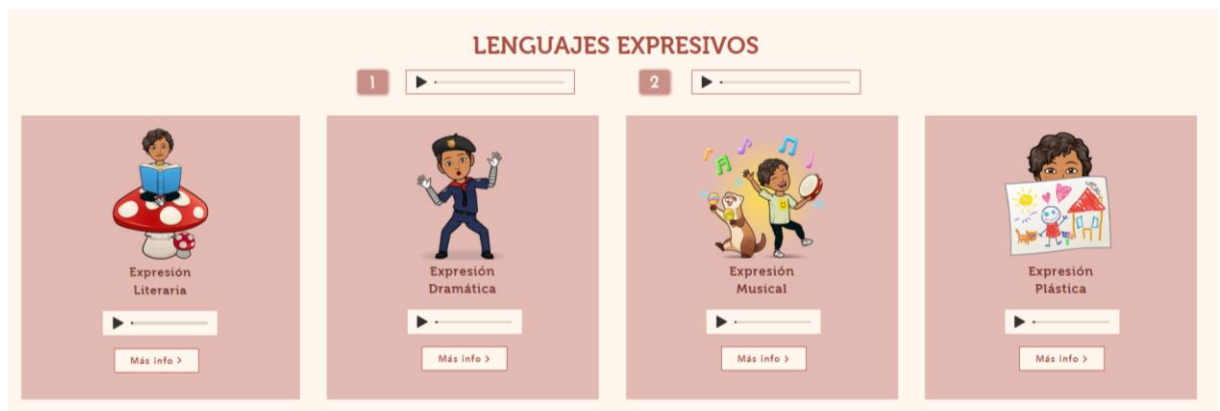 LENGUAJES EXPRESIVOS
1
2
Expresión
Literaria
Más info >
Expresión
Dramática
Más info >
Expresión
Musical
Más info >
Expresión
Plástica
Más info >